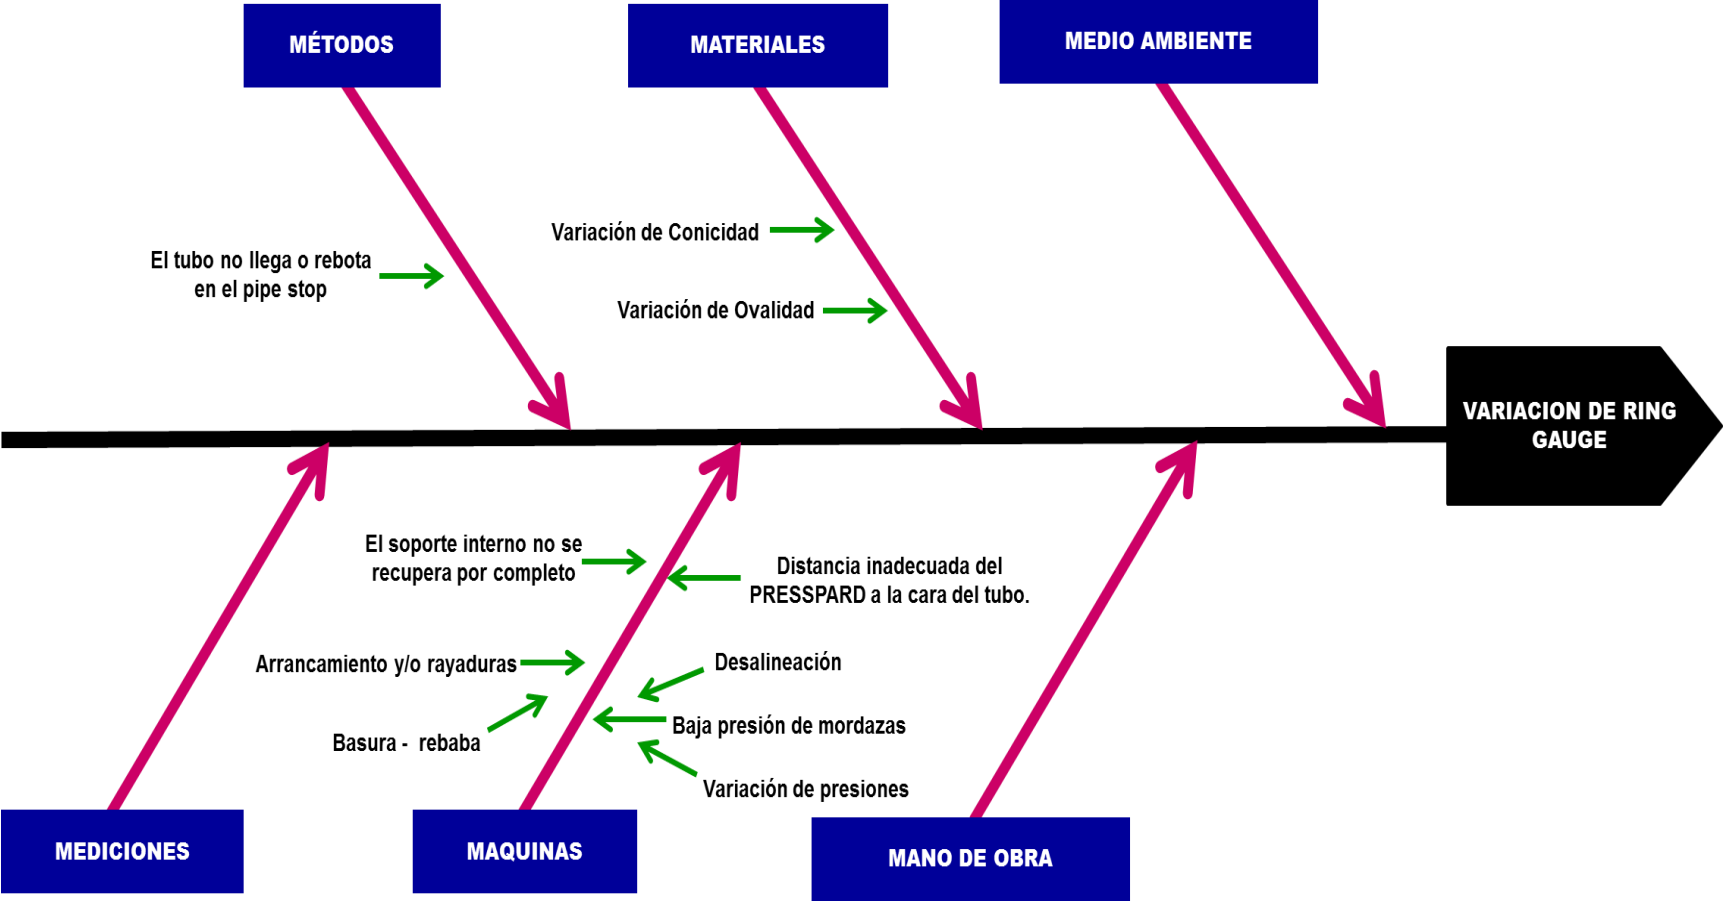 MÉTODOS
MATERIALES
MEDIO AMBIENTE
Variación de Conicidad
El tubo no llega o rebota
en el pipe stop
Variación de Ovalidad
VARIACION DE RING
GAUGE
El soporte interno no se
recupera por completo
Distancia inadecuada del
PRESSPARD a la cara del tubo.
Arrancamiento y/o rayaduras
Desalineación
Basura - rebaba
Baja presión de mordazas
Variación de presiones
MEDICIONES
MAQUINAS
MANO DE OBRA